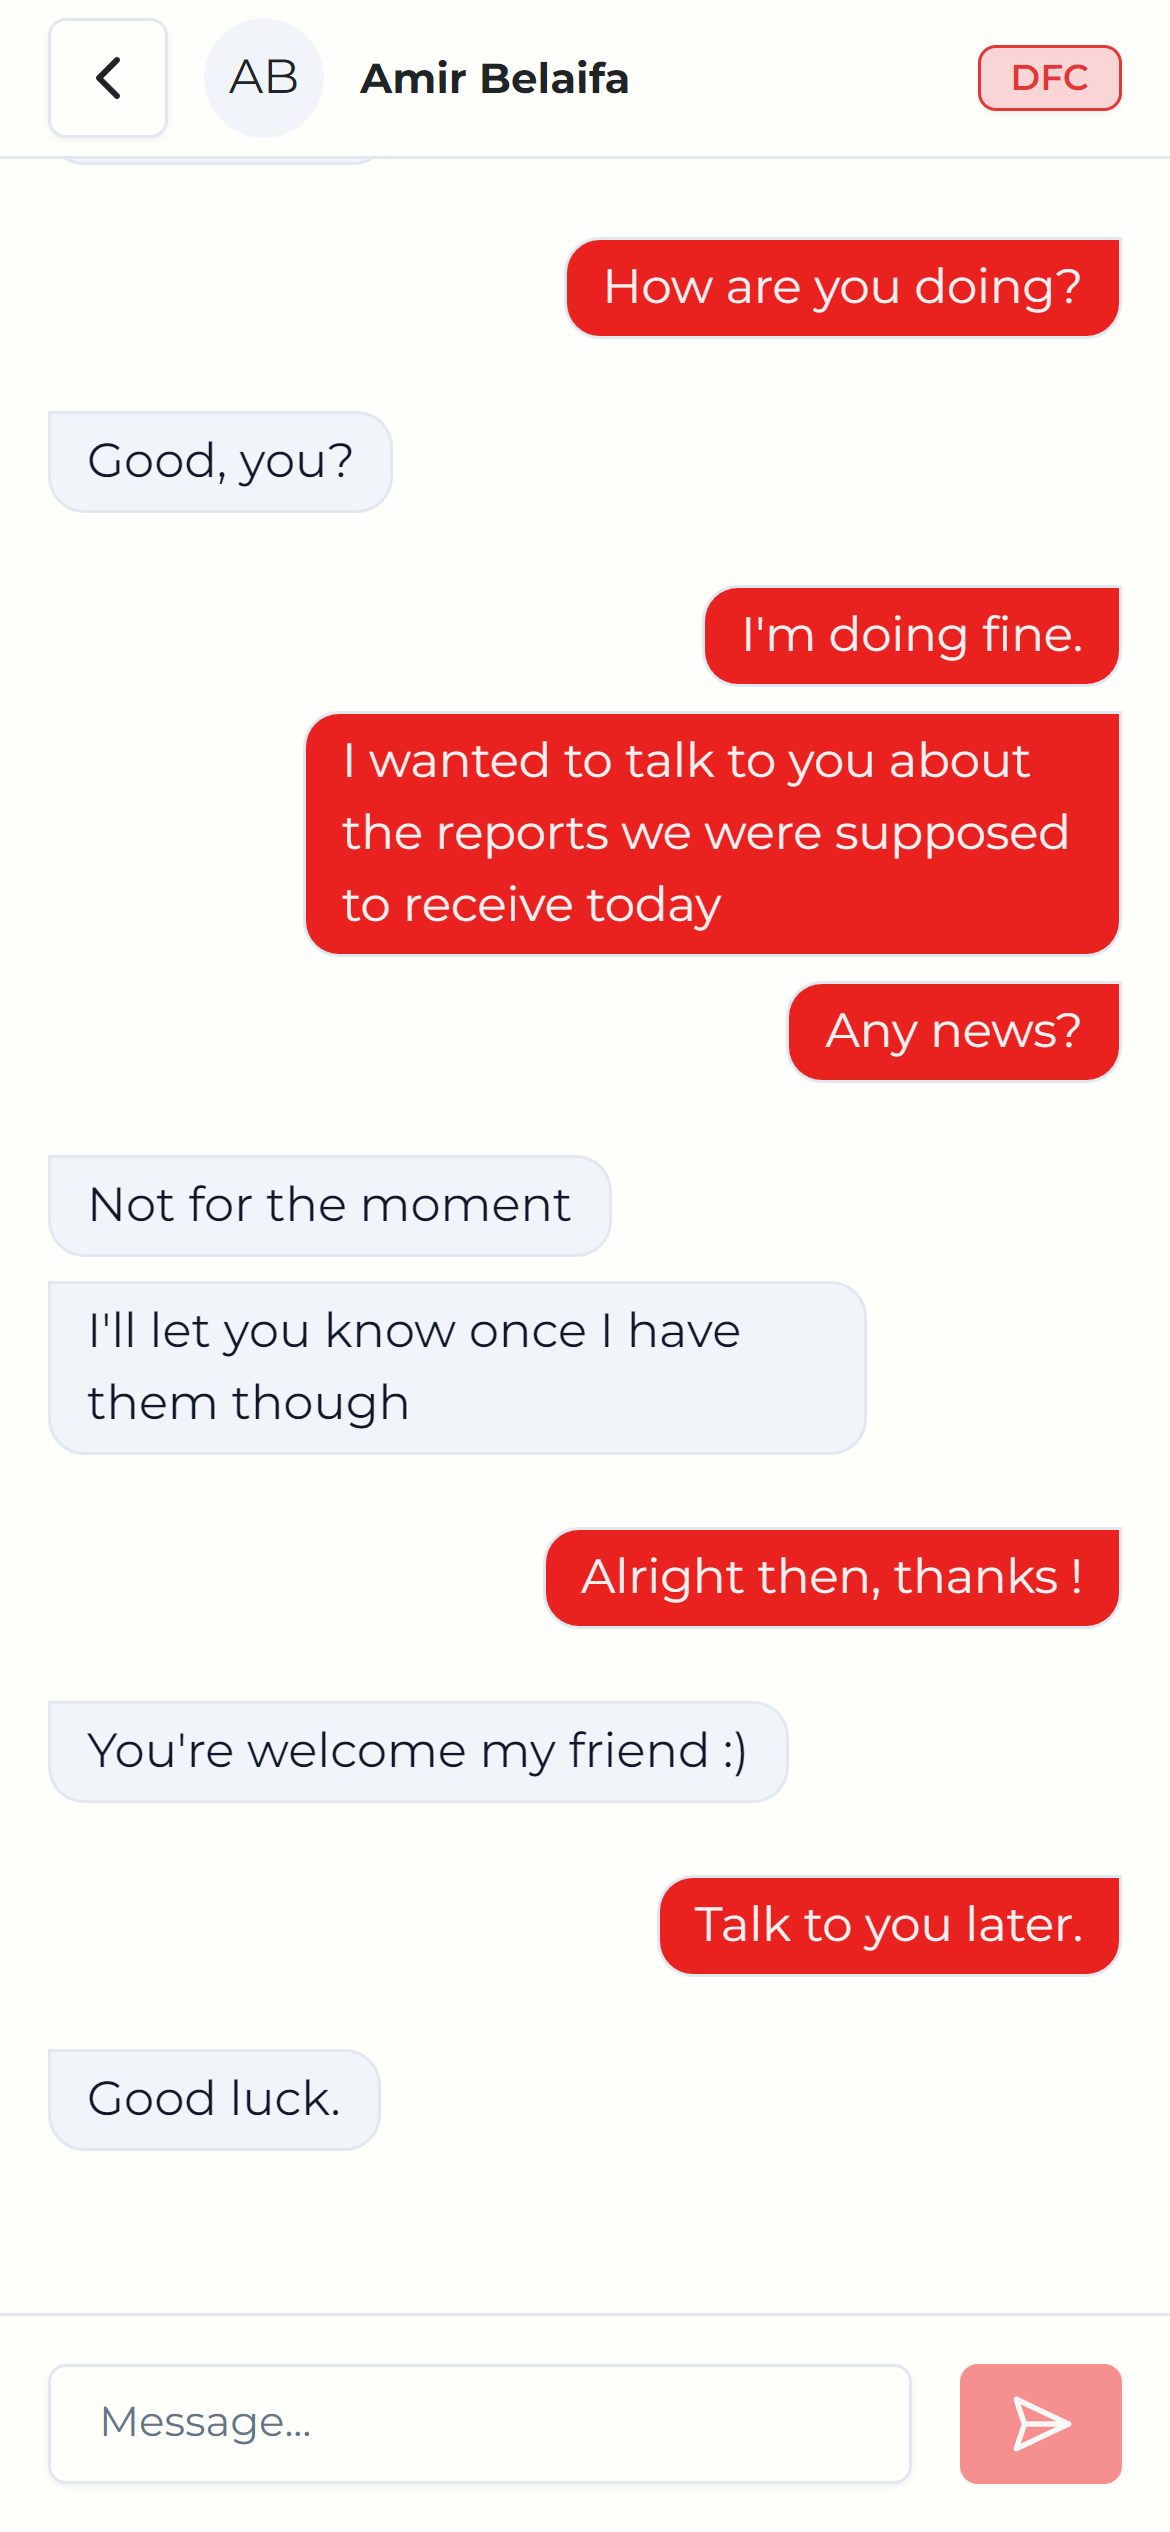 AB
Amir Belaifa
DFC
How are you doing?
Good, you?
I'm doing fine.
I wanted to talk to you about
the reports we were supposed
to receive today
Any news?
Not for the moment
I'll let you know once I have
them though
Alright then, thanks !
You're welcome my friend :)
Talk to you later.
Good luck.
Message...